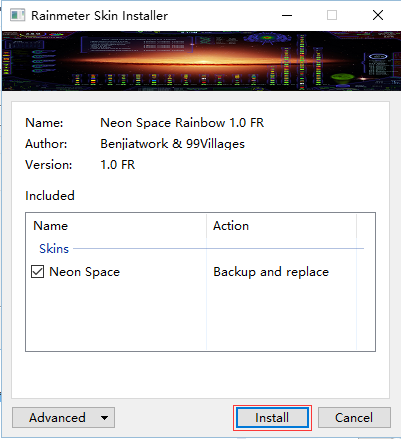 Rainmeter Skin Installer
Name: Neon Space Rainbow 1.0 FR
Author: Benjiatwork & 99Villages
Version: 1.0 FR
Included
Name Action
Skins
Neon Space Backup and replace
Advanced Install Cancel